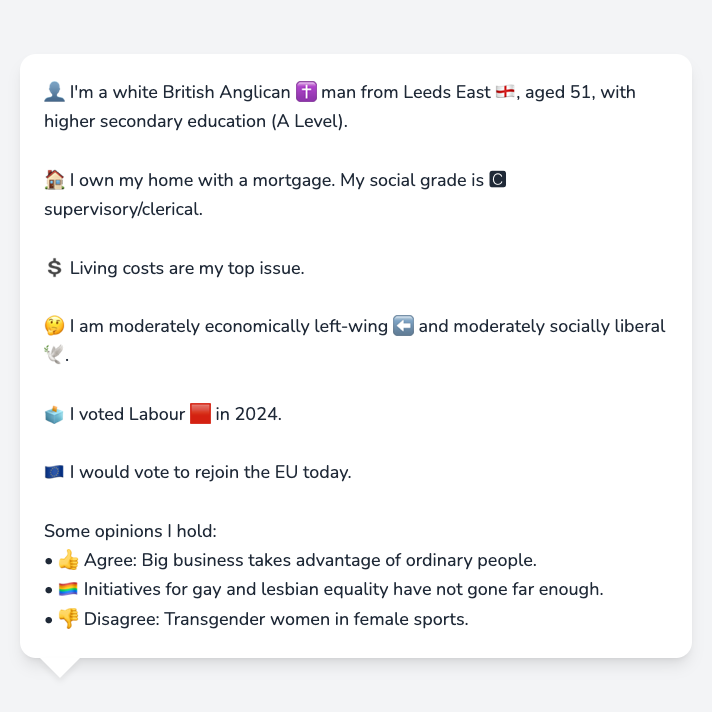 👤 I'm a white British Anglican ✝️ man from Leeds East 🏴󠁧󠁢󠁥󠁮󠁧󠁿, aged 51, with
higher secondary education (A Level).
🏠 I own my home with a mortgage. My social grade is 🅲
supervisory/clerical.
💲 Living costs are my top issue.
🤔 I am moderately economically left-wing ⬅️ and moderately socially liberal
🕊️.
🗳️ I voted Labour 🟥 in 2024.
🇪🇺 I would vote to rejoin the EU today.
Some opinions I hold:
• 👍 Agree: Big business takes advantage of ordinary people.
• 🏳️‍🌈 Initiatives for gay and lesbian equality have not gone far enough.
• 👎 Disagree: Transgender women in female sports.